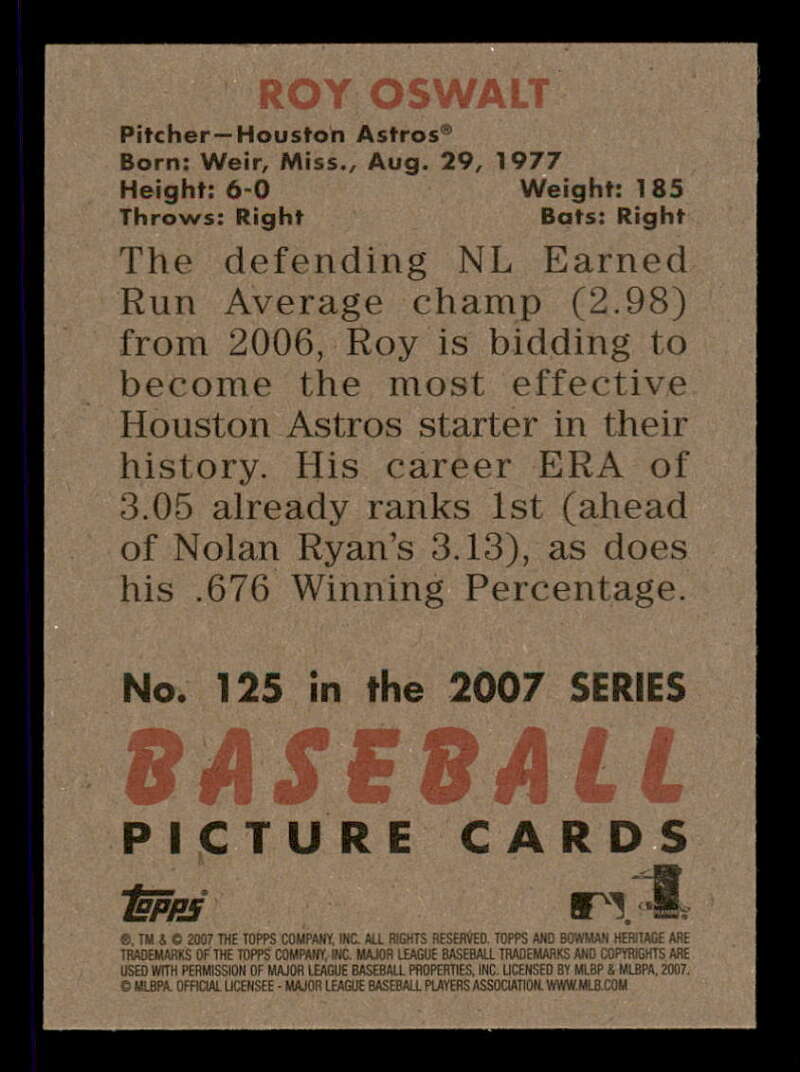 ROY OSWALT
Pitcher—Houston Astros®
Born: Weir, Miss., Aug. 29, 1977
Height: 6-0 Weight: 185
Throws: Right Bats: Right
The defending NL Earned
Run Average champ (2.98)
from 2006, Roy is bidding to
become the most effective
Houston Astros starter in their
history. His career ERA of
3.05 already ranks 1st (ahead
of Nolan Ryan's 3.13), as does
his .676 Winning Percentage.
No. 125 in the 2007 SERIES
BASEBALL
PICTURE CARDS
Topps
®, TM & © 2007 THE TOPPS COMPANY, INC. ALL RIGHTS RESERVED. TOPPS AND BOWMAN HERITAGE ARE
TRADEMARKS OF THE TOPPS COMPANY, INC. MAJOR LEAGUE BASEBALL TRADEMARKS AND COPYRIGHTS ARE
USED WITH PERMISSION OF MAJOR LEAGUE BASEBALL PROPERTIES, INC. LICENSED BY MLBP & MLBPA, 2007.
© MLBPA. OFFICIAL LICENSEE - MAJOR LEAGUE BASEBALL PLAYERS ASSOCIATION. WWW.MLB.COM